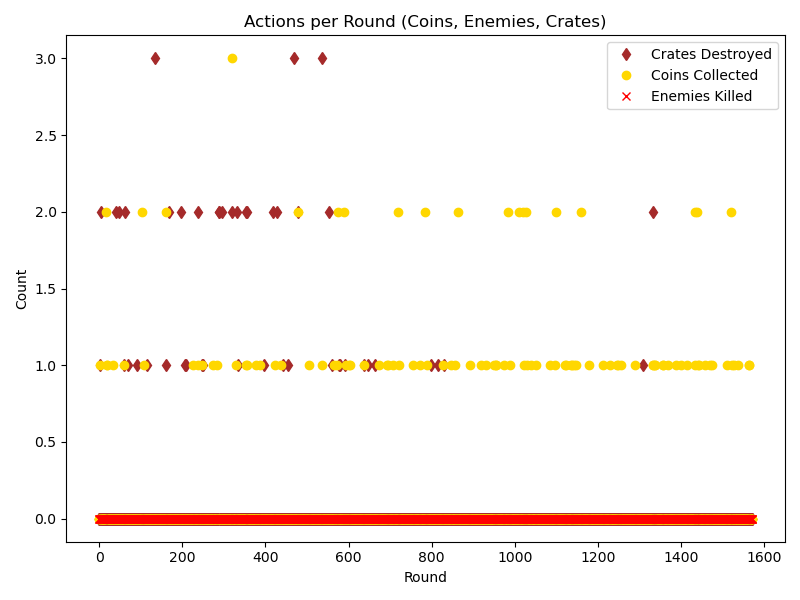 Actions per Round (Coins, Enemies, Crates)
Crates Destroyed
Coins Collected
Enemies Killed
3.0
2.5
2.0
1.5
1.0
0.5
0.0
Count
0 200 400 600 800 1000 1200 1400 1600
Round